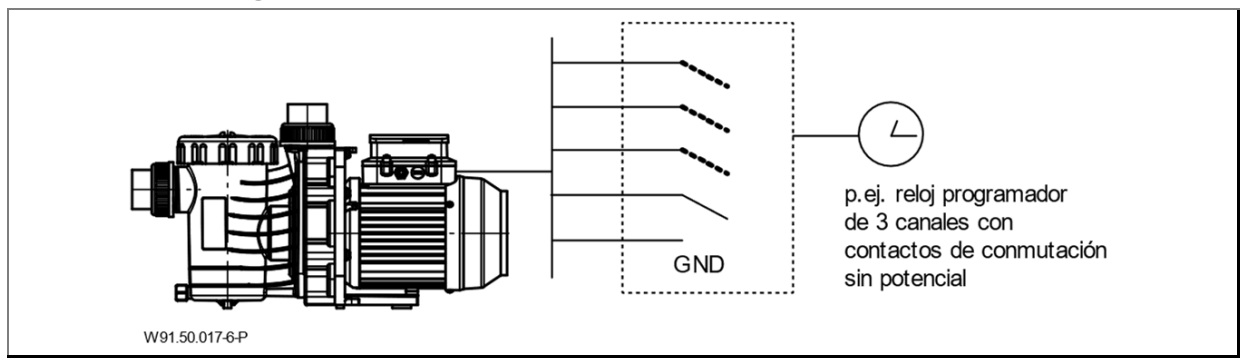 GND
p.ej. reloj programador
de 3 canales con
contactos de conmutación
sin potencial
W91.50.017-6-P